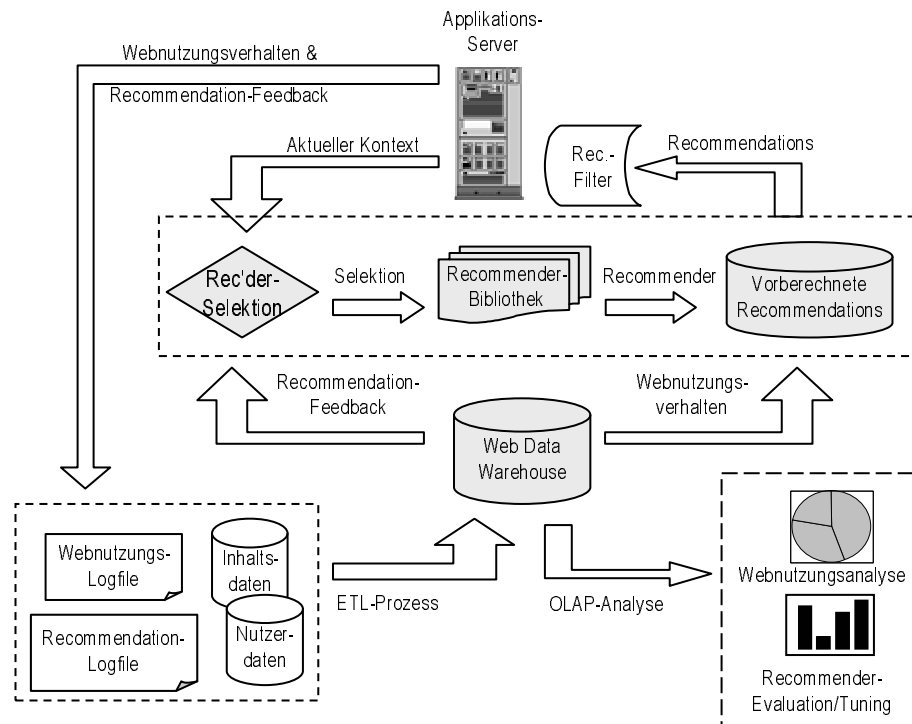 Applikations-
Server
Webnutzungsverhalten &
Recommendation-Feedback
Aktueller Kontext
Rec.-
Filter
Recommendations
Rec'der-
Selektion
Selektion
Recommender-
Bibliothek
Recommender
Vorberechnete
Recommendations
Recommendation-
Feedback
Webnutzungs-
verhalten
Web Data
Warehouse
Webnutzungs-
Logfile
Inhalts-
daten
Recommendation-
Logfile
Nutzer-
daten
ETL-Prozess
OLAP-Analyse
Webnutzungsanalyse
Recommender-
Evaluation/Tuning